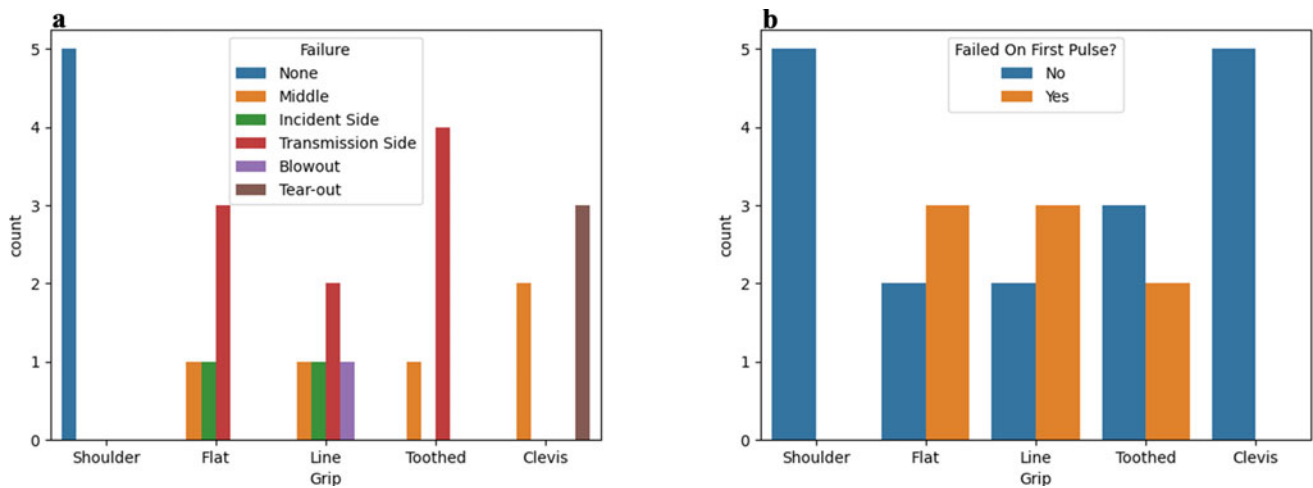 a
Failure
None
Middle
Incident Side
Transmission Side
Blowout
Tear-out
5
4
3
2
1
0
count
Shoulder Flat Line Toothed Clevis
Grip
b
Failed On First Pulse?
No
Yes
5
4
3
2
1
0
count
Shoulder Flat Line Toothed Clevis
Grip